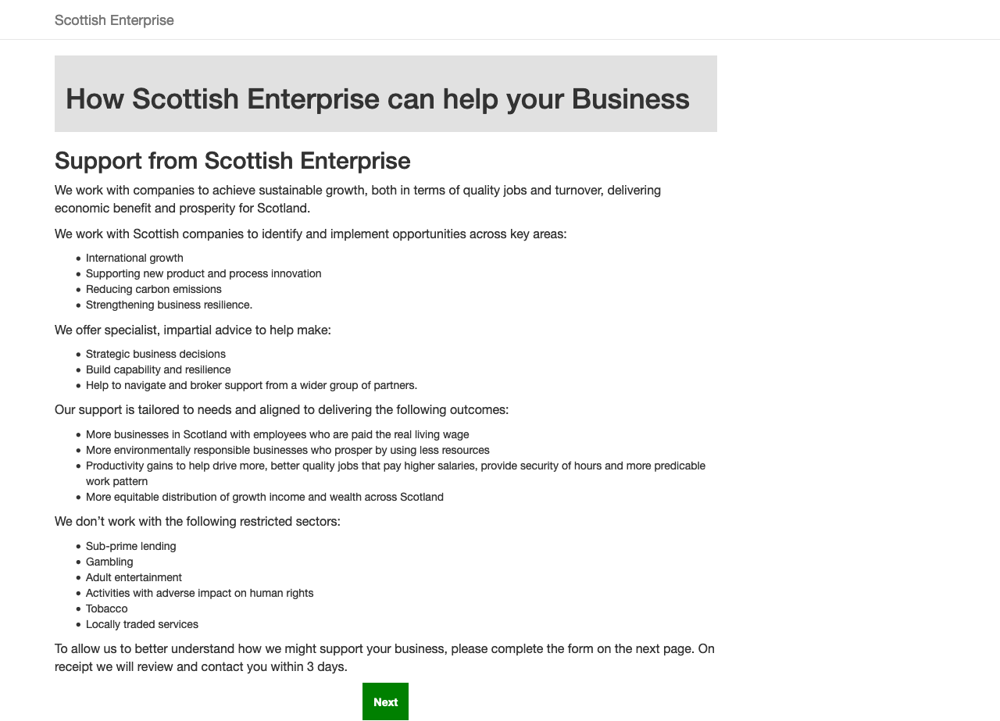 Scottish Enterprise
How Scottish Enterprise can help your Business
Support from Scottish Enterprise
We work with companies to achieve sustainable growth, both in terms of quality jobs and turnover, delivering
economic benefit and prosperity for Scotland.
We work with Scottish companies to identify and implement opportunities across key areas:
• International growth
• Supporting new product and process innovation
• Reducing carbon emissions
• Strengthening business resilience.
We offer specialist, impartial advice to help make:
• Strategic business decisions
• Build capability and resilience
• Help to navigate and broker support from a wider group of partners.
Our support is tailored to needs and aligned to delivering the following outcomes:
• More businesses in Scotland with employees who are paid the real living wage
• More environmentally responsible businesses who prosper by using less resources
• Productivity gains to help drive more, better quality jobs that pay higher salaries, provide security of hours and more predicable
work pattern
• More equitable distribution of growth income and wealth across Scotland
We don’t work with the following restricted sectors:
• Sub-prime lending
• Gambling
• Adult entertainment
• Activities with adverse impact on human rights
• Tobacco
• Locally traded services
To allow us to better understand how we might support your business, please complete the form on the next page. On
receipt we will review and contact you within 3 days.
Next